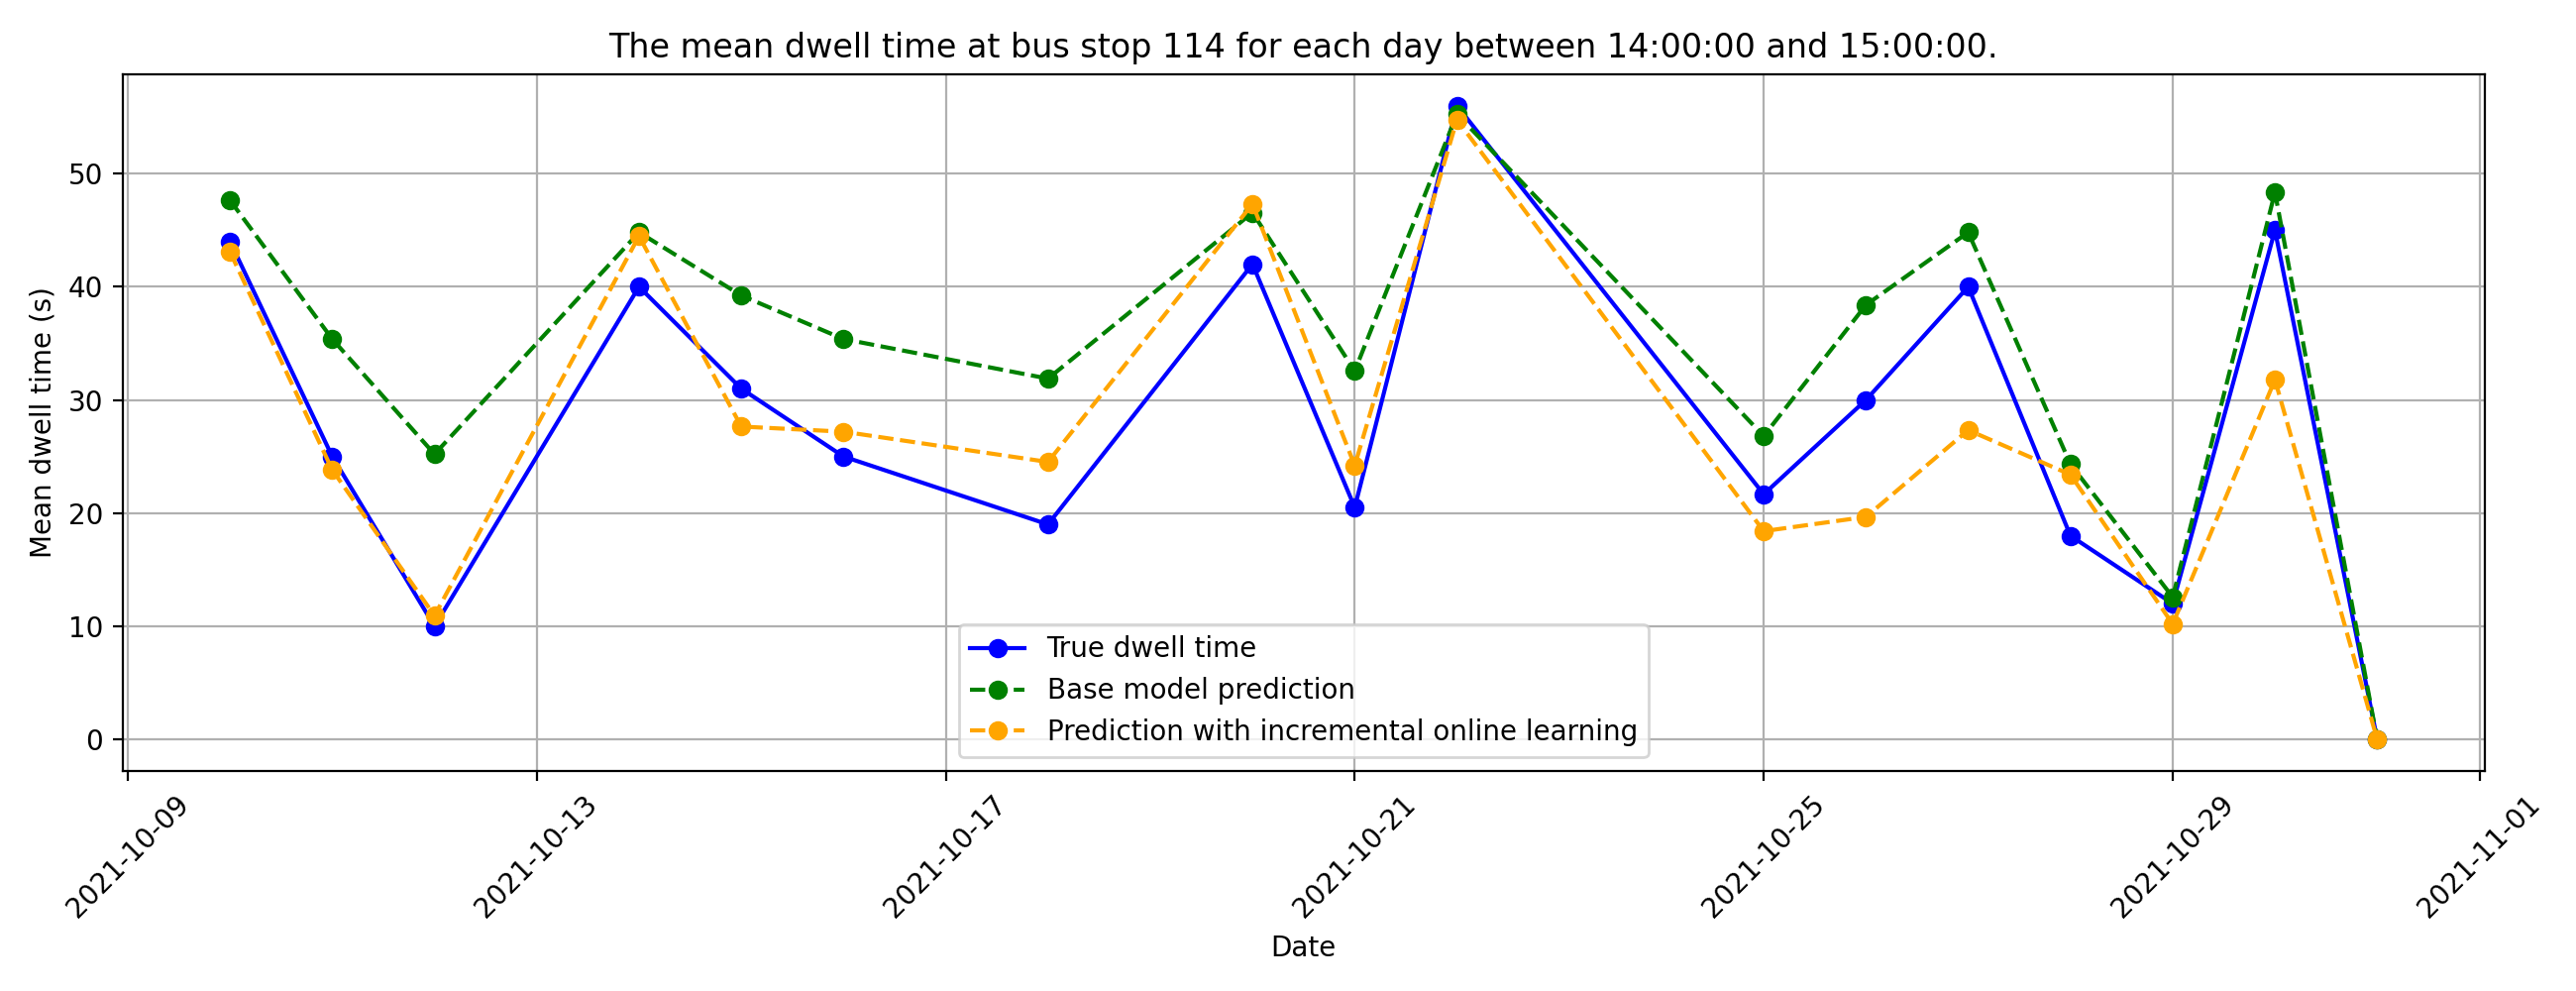 The mean dwell time at bus stop 114 for each day between 14:00:00 and 15:00:00.
Mean dwell time (s)
50
40
30
20
10
0
True dwell time
Base model prediction
Prediction with incremental online learning
2021-10-09
2021-10-13
2021-10-17
2021-10-21
2021-10-25
2021-10-29
2021-11-01
Date